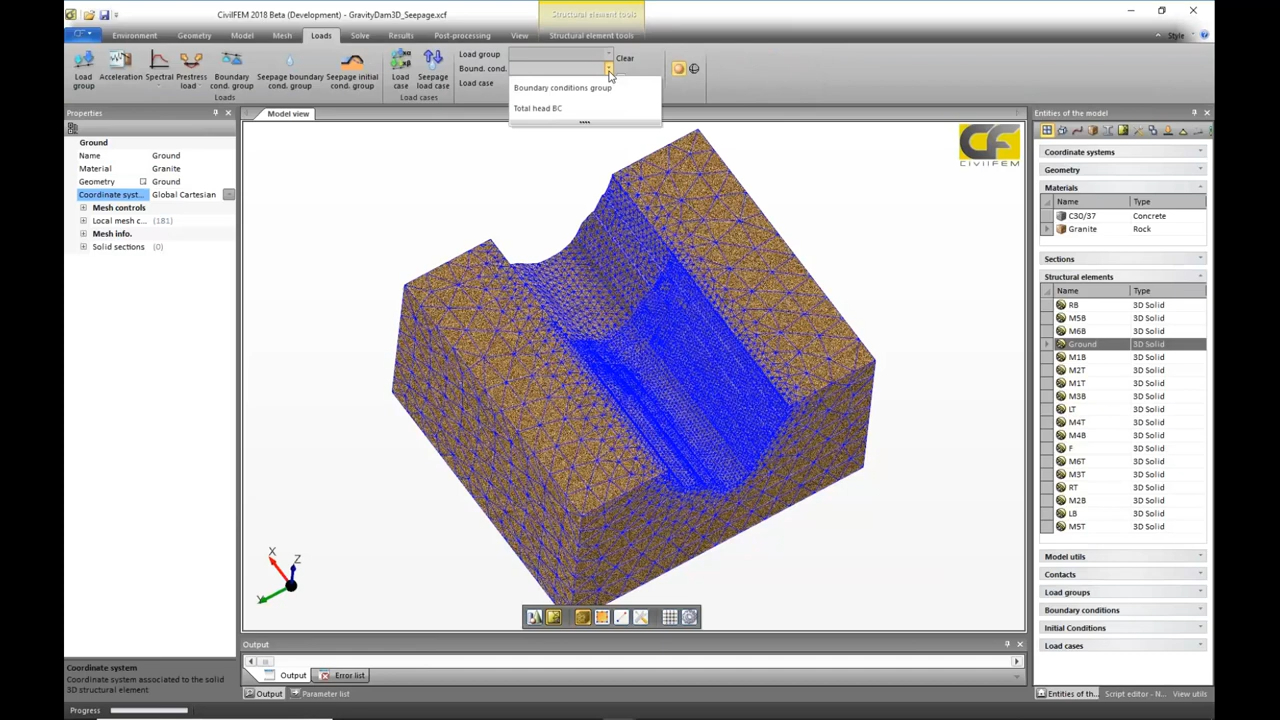 CivilFEM 2018 Beta (Development) - GravityDam3D_Seepage.xcf
Structural element tools
Environment Geometry Model Mesh Loads Solve Results Post-processing View Structural element tools
Style
Load group
Acceleration
Spectral
Prestress load
Boundary cond. group
Seepage boundary cond. group
Seepage initial cond. group
Loads
Load case
Seepage load case
Load cases
Load group
Clear
Bound. cond.
Load case
Boundary conditions group
Total head BC
Properties
Ground
Name Ground
Material Granite
Geometry Ground
Coordinate syst... Global Cartesian
Mesh controls
Local mesh c... (181)
Mesh info.
Solid sections (0)
Coordinate system
Coordinate system associated to the solid
3D structural element
Progress
Model view
CF
CIVILFEM
X
Z
Y
Output
Output Error list
Output Parameter list
Entities of the model
Coordinate systems
Geometry
Materials
Name Type
C30/37 Concrete
Granite Rock
Sections
Structural elements
Name Type
RB 3D Solid
M5B 3D Solid
M6B 3D Solid
Ground 3D Solid
M1B 3D Solid
M2T 3D Solid
M1T 3D Solid
M3B 3D Solid
LT 3D Solid
M4T 3D Solid
M4B 3D Solid
F 3D Solid
M6T 3D Solid
M3T 3D Solid
RT 3D Solid
M2B 3D Solid
LB 3D Solid
M5T 3D Solid
Model utils
Contacts
Load groups
Boundary conditions
Initial Conditions
Load cases
Entities of th... Script editor - N... View utils